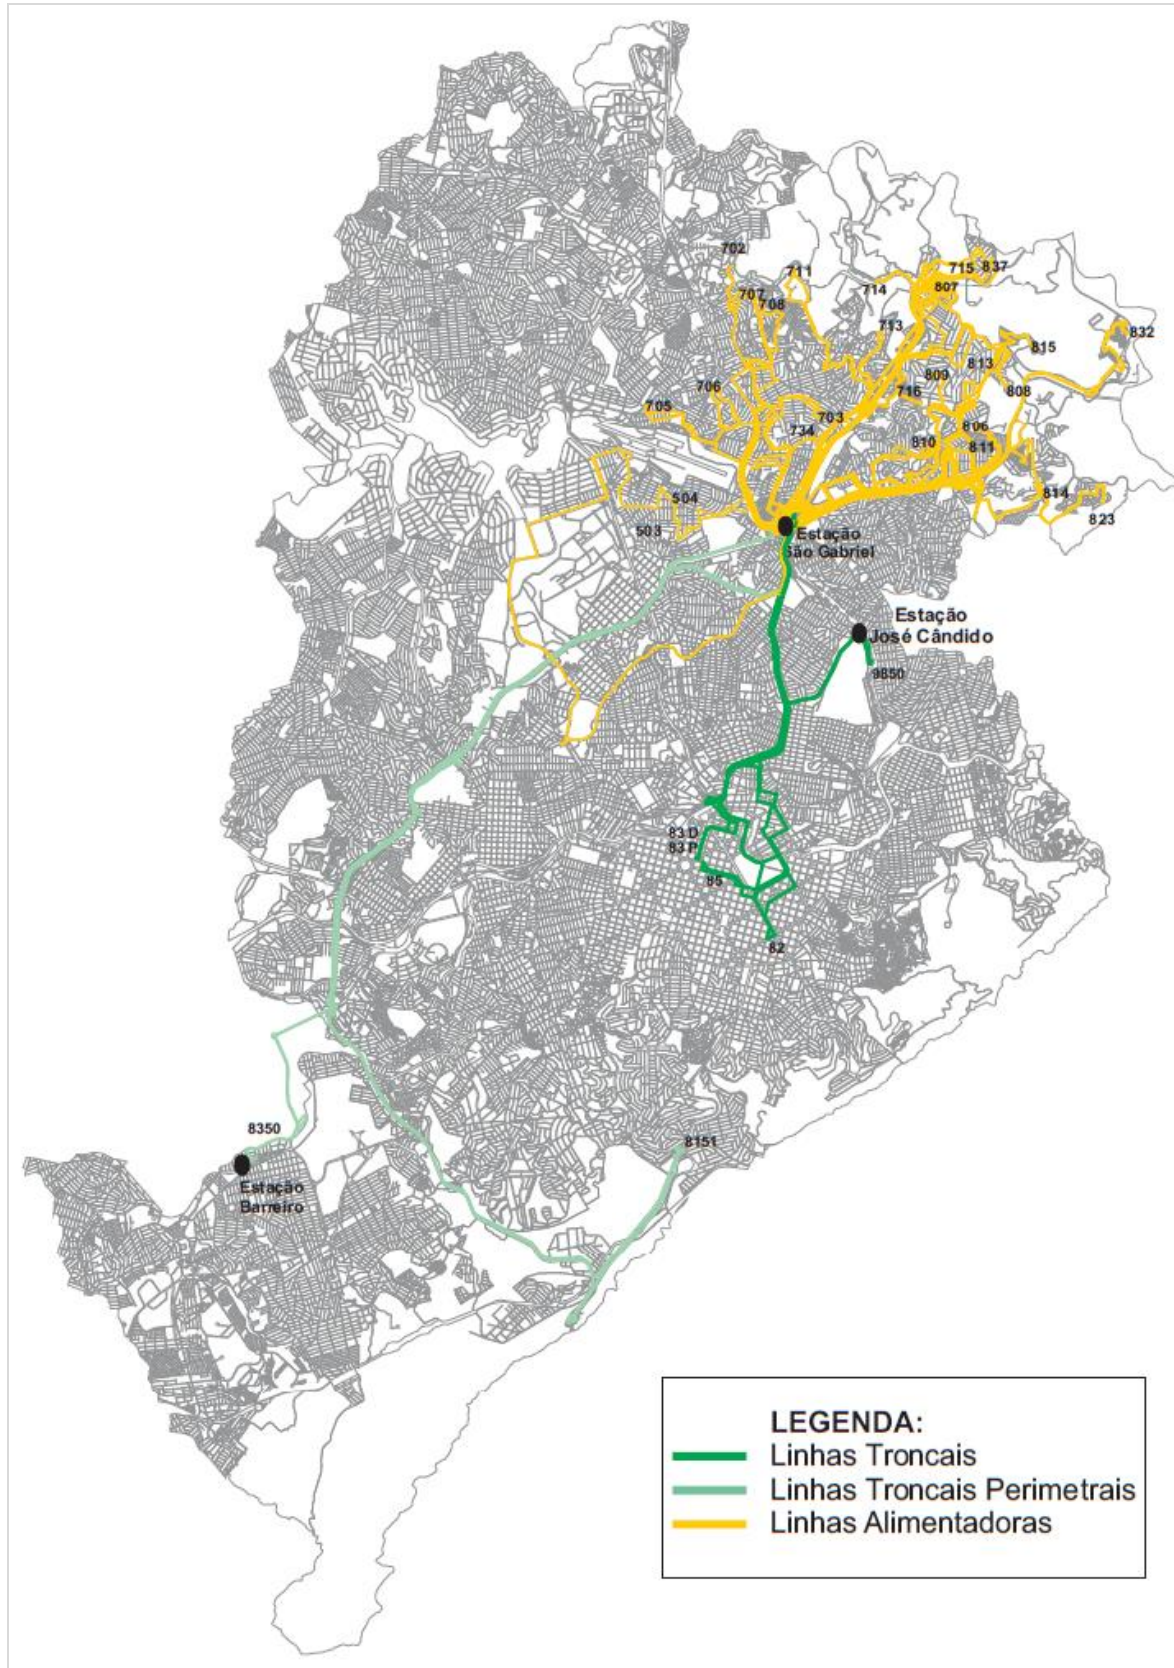 702
711
715
837
714
807
707
708
713
832
815
813
809
808
706
716
705
703
734
806
810
811
504
814
503
823
Estação
São Gabriel
Estação
José Cândido
9850
83 D
83 P
85
82
8350
8151
Estação
Barreiro
LEGENDA:
Linhas Troncais
Linhas Troncais Perimetrais
Linhas Alimentadoras